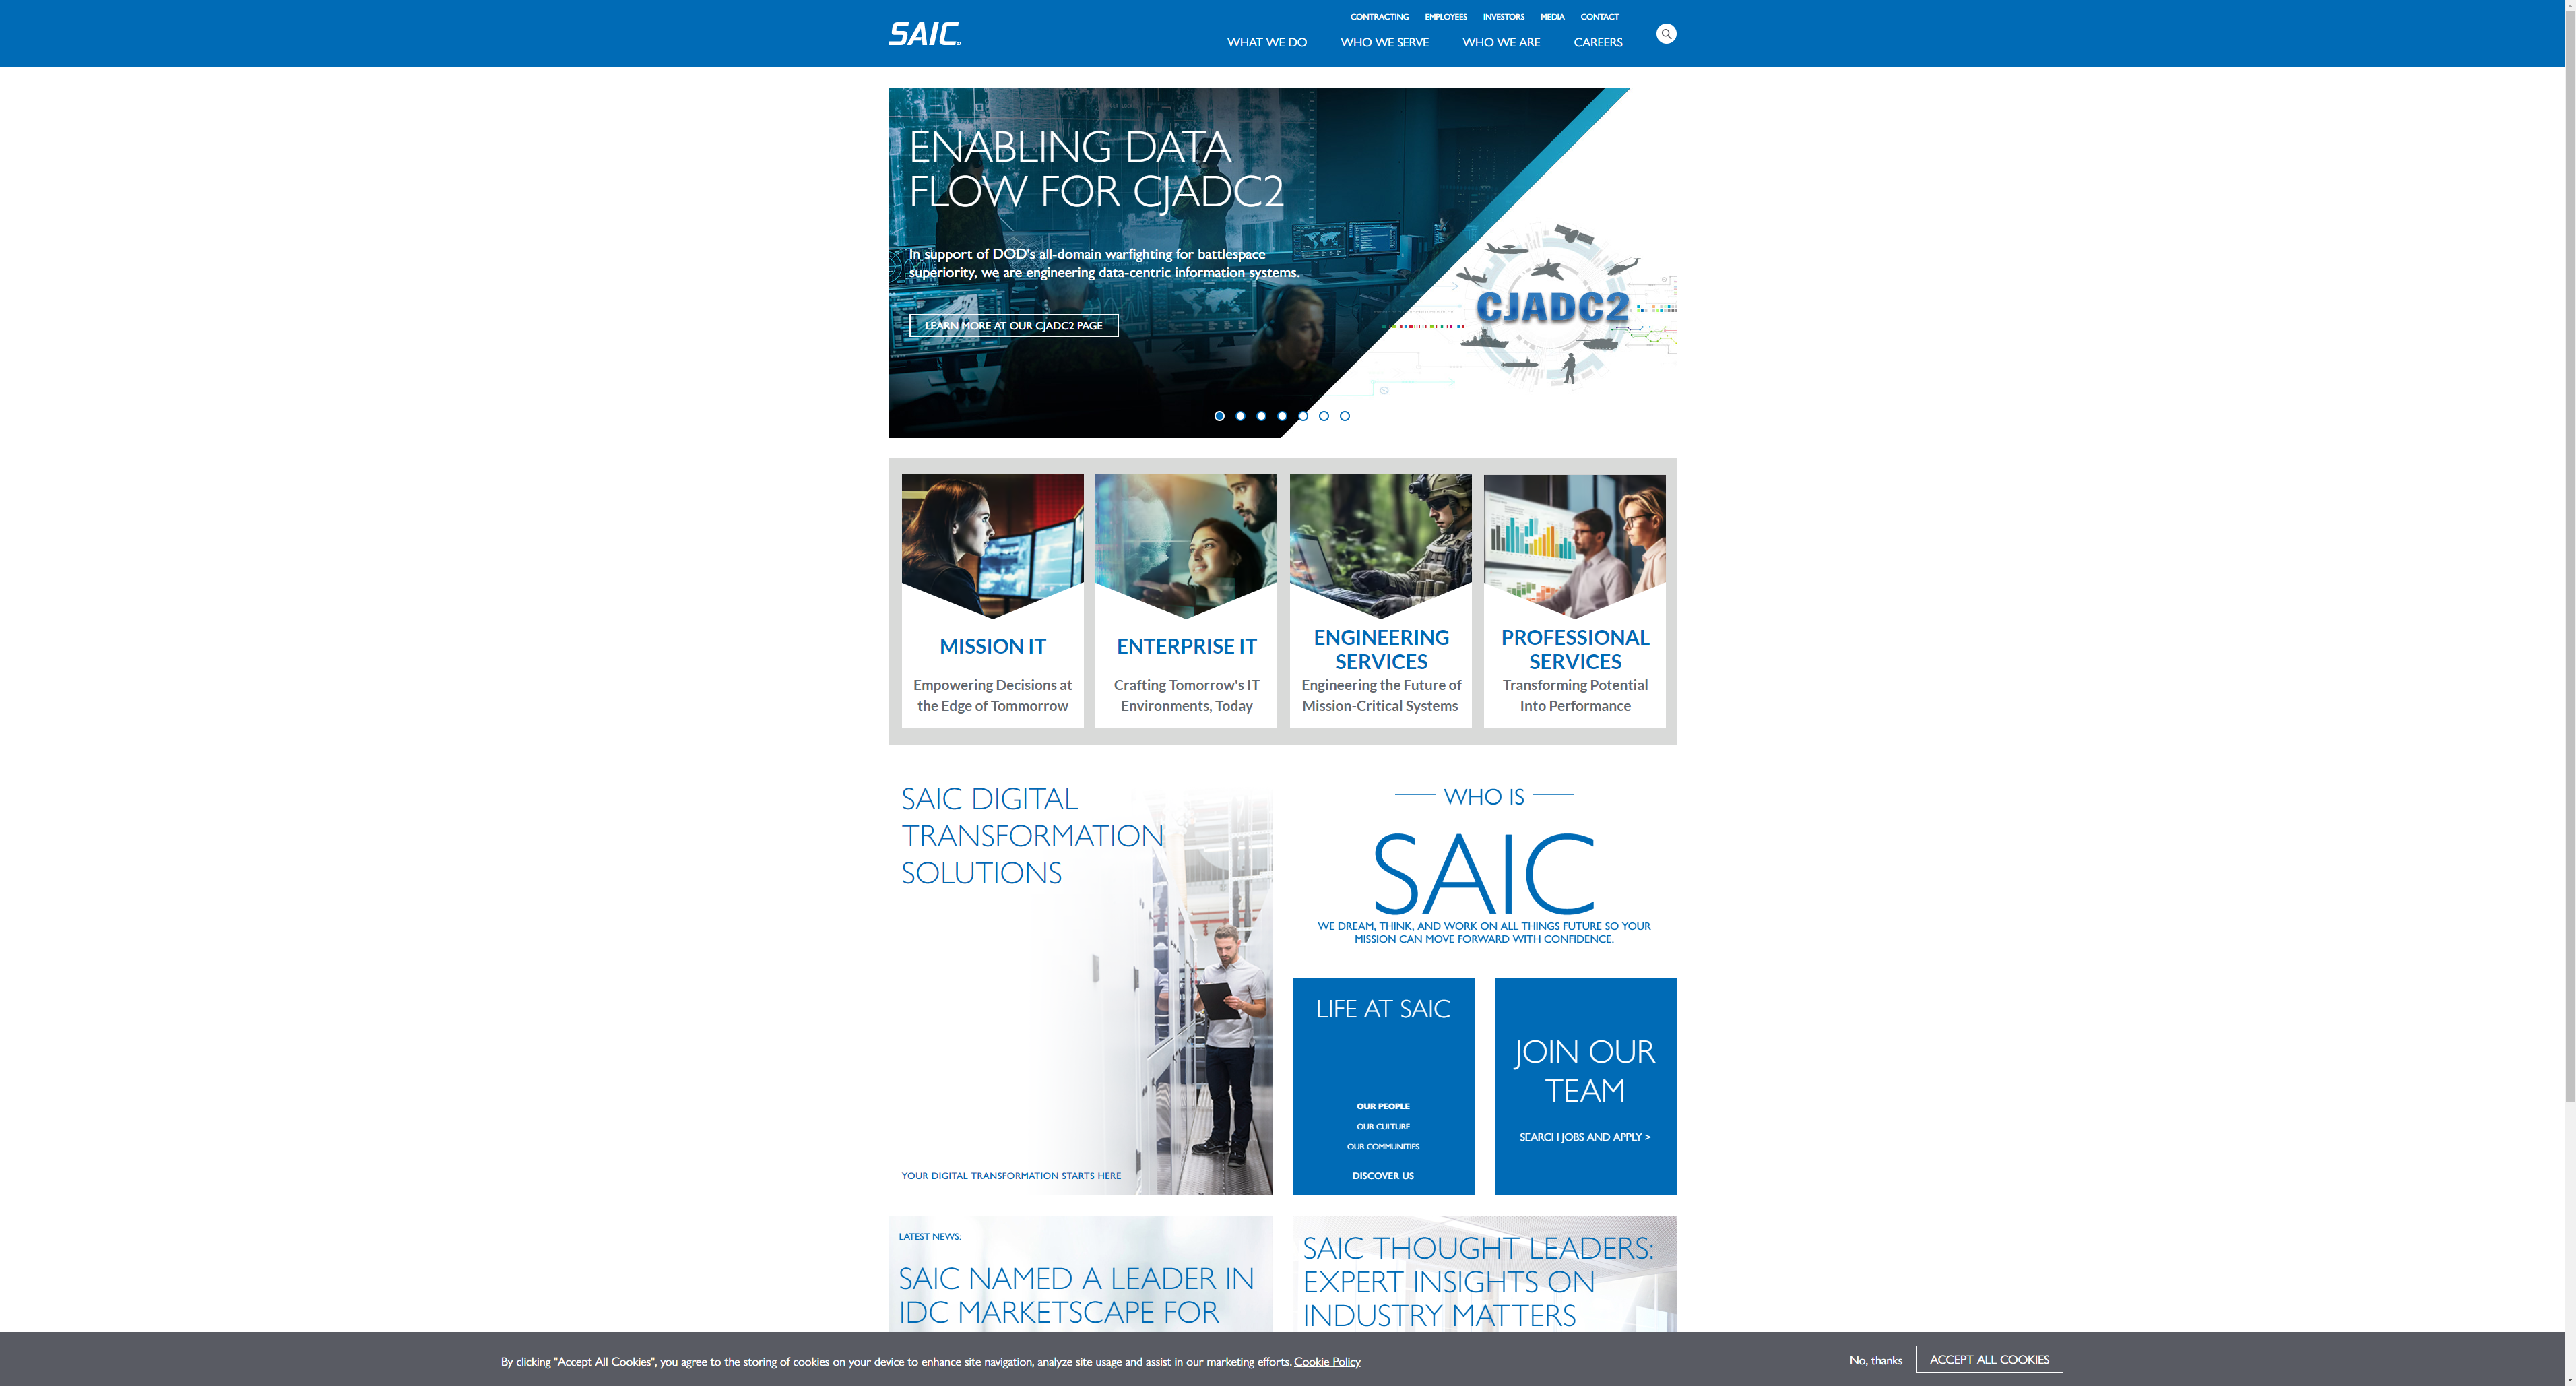 SAIC
CONTRACTING EMPLOYEES INVESTORS MEDIA CONTACT
WHAT WE DO WHO WE SERVE WHO WE ARE CAREERS
ENABLING DATA
FLOW FOR CJADC2
In support of DOD's all-domain warfighting for battlespace
superiority, we are engineering data-centric information systems.
LEARN MORE AT OUR CJADC2 PAGE
CJADC2
MISSION IT
Empowering Decisions at
the Edge of Tommorrow
ENTERPRISE IT
Crafting Tomorrow's IT
Environments, Today
ENGINEERING
SERVICES
Engineering the Future of
Mission-Critical Systems
PROFESSIONAL
SERVICES
Transforming Potential
Into Performance
SAIC DIGITAL
TRANSFORMATION
SOLUTIONS
YOUR DIGITAL TRANSFORMATION STARTS HERE
WHO IS
SAIC
WE DREAM, THINK, AND WORK ON ALL THINGS FUTURE SO YOUR
MISSION CAN MOVE FORWARD WITH CONFIDENCE.
LIFE AT SAIC
OUR PEOPLE
OUR CULTURE
OUR COMMUNITIES
DISCOVER US
JOIN OUR
TEAM
SEARCH JOBS AND APPLY >
LATEST NEWS:
SAIC NAMED A LEADER IN
IDC MARKETSCAPE FOR
SAIC THOUGHT LEADERS:
EXPERT INSIGHTS ON
INDUSTRY MATTERS
By clicking "Accept All Cookies", you agree to the storing of cookies on your device to enhance site navigation, analyze site usage and assist in our marketing efforts. Cookie Policy
No, thanks
ACCEPT ALL COOKIES